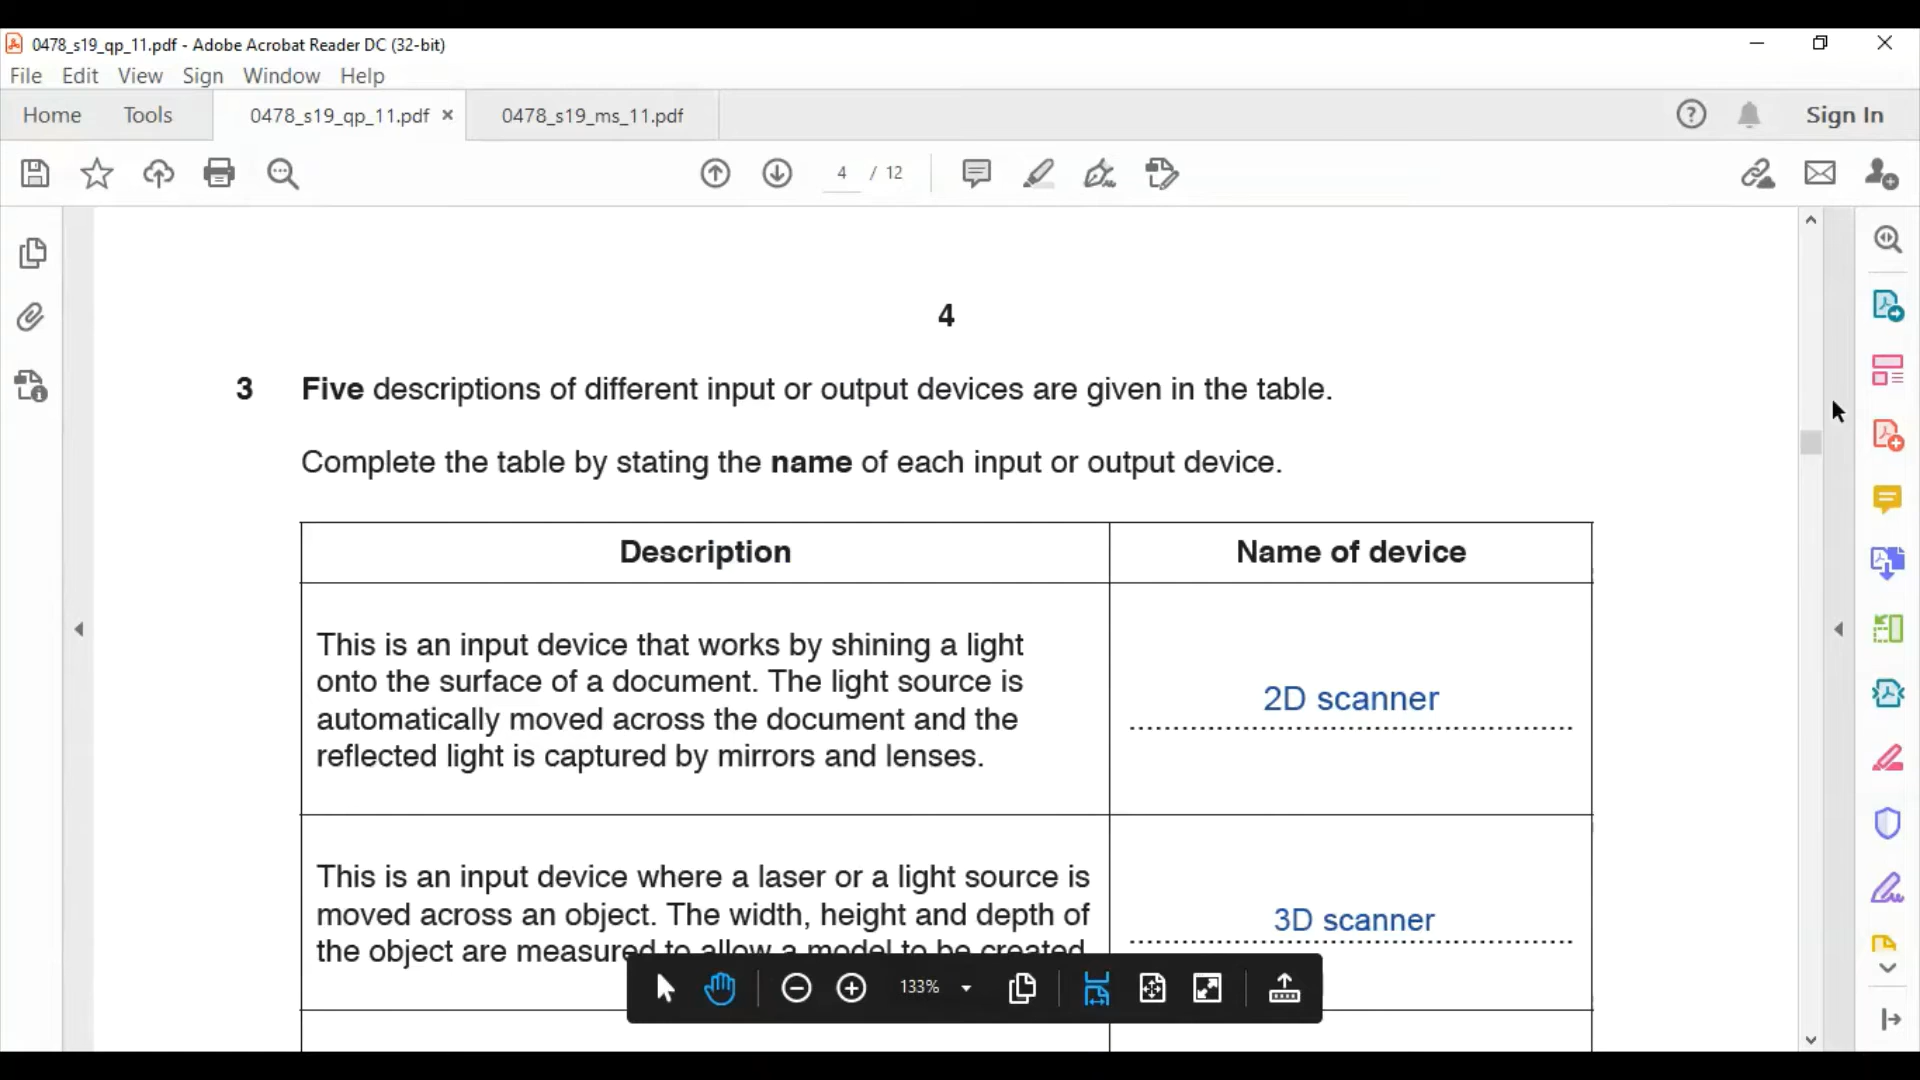 0478_s19_qp_11.pdf - Adobe Acrobat Reader DC (32-bit)
File Edit View Sign Window Help
Home Tools 0478_s19_qp_11.pdf × 0478_s19_ms_11.pdf Sign In
4 / 12
4
3 Five descriptions of different input or output devices are given in the table.
Complete the table by stating the name of each input or output device.
Description Name of device
This is an input device that works by shining a light
onto the surface of a document. The light source is
automatically moved across the document and the
reflected light is captured by mirrors and lenses.
2D scanner
This is an input device where a laser or a light source is
moved across an object. The width, height and depth of
the object are measured to allow a model to be created.
3D scanner
133%